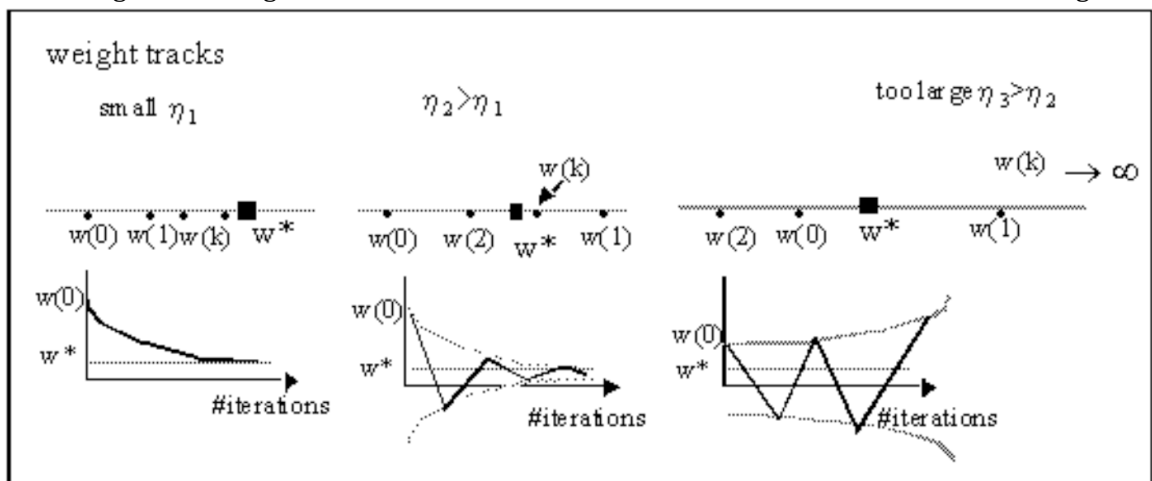 weight tracks
small η₁
η₂>η₁
too large η₃>η₂
w(k) → ∞
w(k)
w(0) w(1) w(k) w*
w(0) w(2) w* w(1)
w(2) w(0) w* w(1)
w(0)
w*
#iterations
w(0)
w*
#iterations
w(0)
w*
#iterations